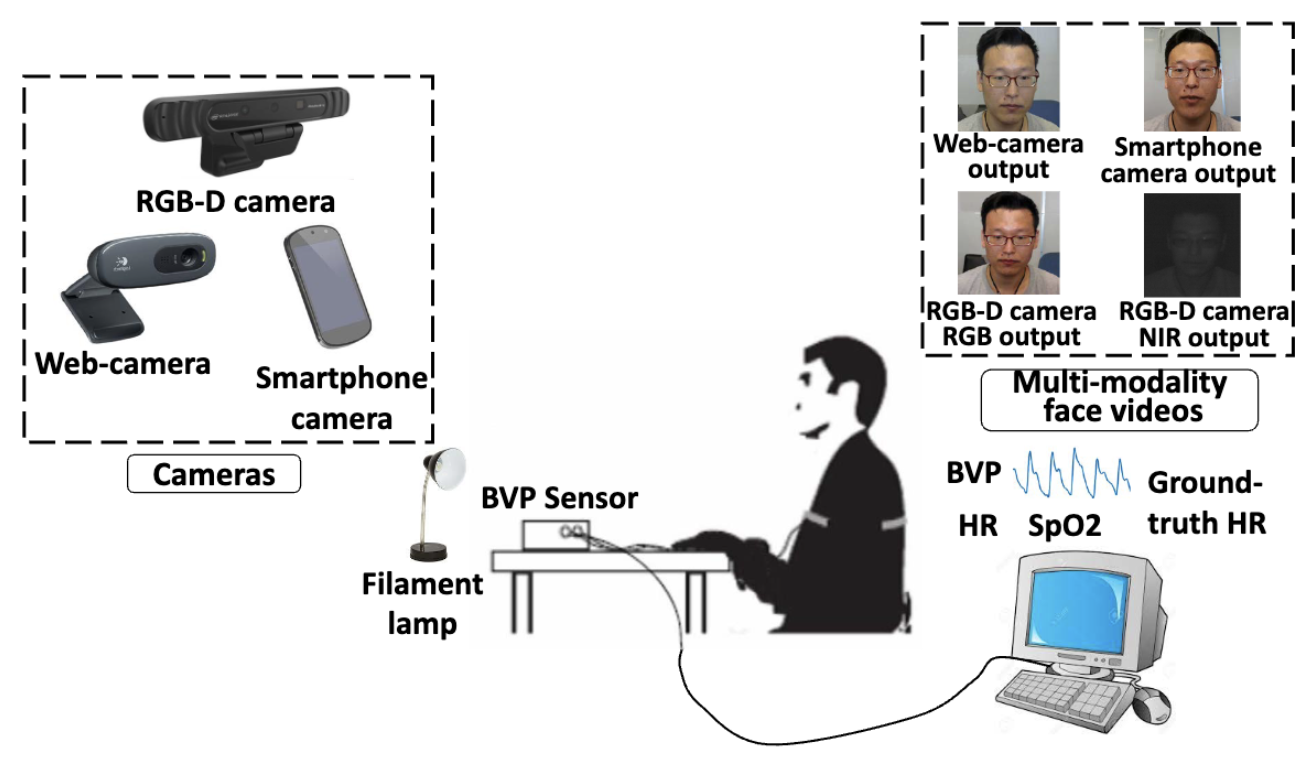 RGB-D camera
Web-camera
Smartphone
camera
Cameras
Filament
lamp
BVP Sensor
Web-camera
output
Smartphone
camera output
RGB-D camera
RGB output
RGB-D camera
NIR output
Multi-modality
face videos
BVP
Ground-
HR SpO2
truth HR